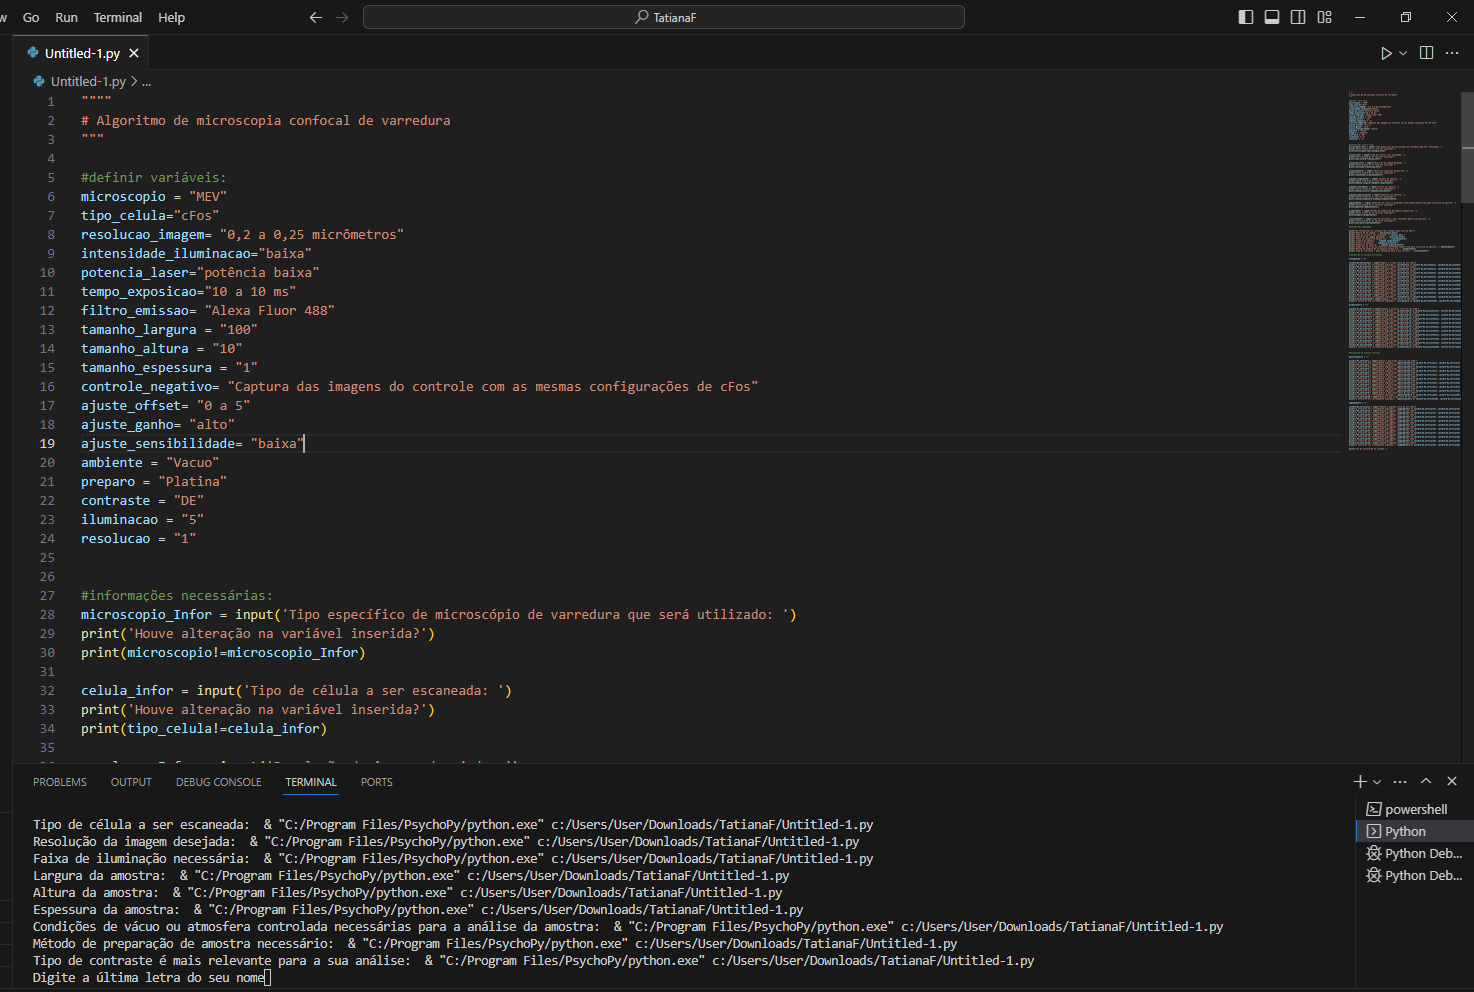 w Go Run Terminal Help
TatianaF
Untitled-1.py
Untitled-1.py > ...
1 """"
2 # Algoritmo de microscopia confocal de varredura
3 """
4
5 #definir variáveis:
6 microscopio = "MEV"
7 tipo_celula="cFos"
8 resolucao_imagem= "0,2 a 0,25 micrômetros"
9 intensidade_iluminacao="baixa"
10 potencia_laser="potência baixa"
11 tempo_exposicao="10 a 10 ms"
12 filtro_emissao= "Alexa Fluor 488"
13 tamanho_largura = "100"
14 tamanho_altura = "10"
15 tamanho_espessura = "1"
16 controle_negativo= "Captura das imagens do controle com as mesmas configurações de cFos"
17 ajuste_offset= "0 a 5"
18 ajuste_ganho= "alto"
19 ajuste_sensibilidade= "baixa"
20 ambiente = "Vacuo"
21 preparo = "Platina"
22 contraste = "DE"
23 iluminacao = "5"
24 resolucao = "1"
25
26
27 #informações necessárias:
28 microscopio_Infor = input('Tipo específico de microscópio de varredura que será utilizado: ')
29 print('Houve alteração na variável inserida?')
30 print(microscopio!=microscopio_Infor)
31
32 celula_infor = input('Tipo de célula a ser escaneada: ')
33 print('Houve alteração na variável inserida?')
34 print(tipo_celula!=celula_infor)
35
PROBLEMS OUTPUT DEBUG CONSOLE TERMINAL PORTS
Tipo de célula a ser escaneada:  & "C:/Program Files/PsychoPy/python.exe" c:/Users/User/Downloads/TatianaF/Untitled-1.py
Resolução da imagem desejada:  & "C:/Program Files/PsychoPy/python.exe" c:/Users/User/Downloads/TatianaF/Untitled-1.py
Faixa de iluminação necessária:  & "C:/Program Files/PsychoPy/python.exe" c:/Users/User/Downloads/TatianaF/Untitled-1.py
Largura da amostra:  & "C:/Program Files/PsychoPy/python.exe" c:/Users/User/Downloads/TatianaF/Untitled-1.py
Altura da amostra:  & "C:/Program Files/PsychoPy/python.exe" c:/Users/User/Downloads/TatianaF/Untitled-1.py
Espessura da amostra:  & "C:/Program Files/PsychoPy/python.exe" c:/Users/User/Downloads/TatianaF/Untitled-1.py
Condições de vácuo ou atmosfera controlada necessárias para a análise da amostra:  & "C:/Program Files/PsychoPy/python.exe" c:/Users/User/Downloads/TatianaF/Untitled-1.py
Método de preparação de amostra necessário:  & "C:/Program Files/PsychoPy/python.exe" c:/Users/User/Downloads/TatianaF/Untitled-1.py
Tipo de contraste é mais relevante para a sua análise:  & "C:/Program Files/PsychoPy/python.exe" c:/Users/User/Downloads/TatianaF/Untitled-1.py
Digite a última letra do seu nome
powershell
Python
Python Deb...
Python Deb...